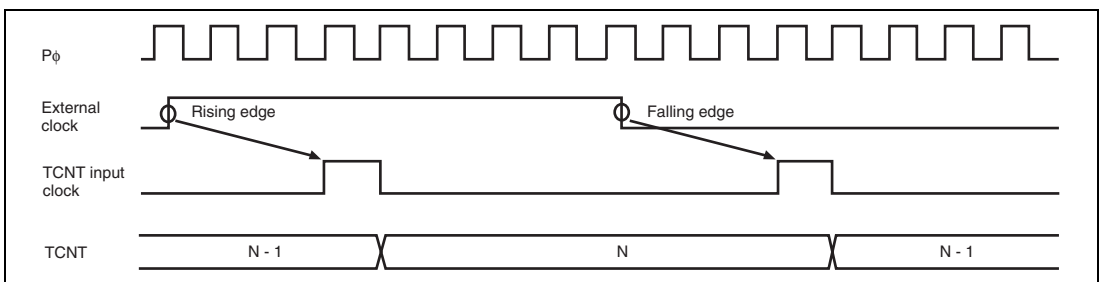 Pφ
External
clock
Rising edge
Falling edge
TCNT input
clock
TCNT
N - 1
N
N - 1